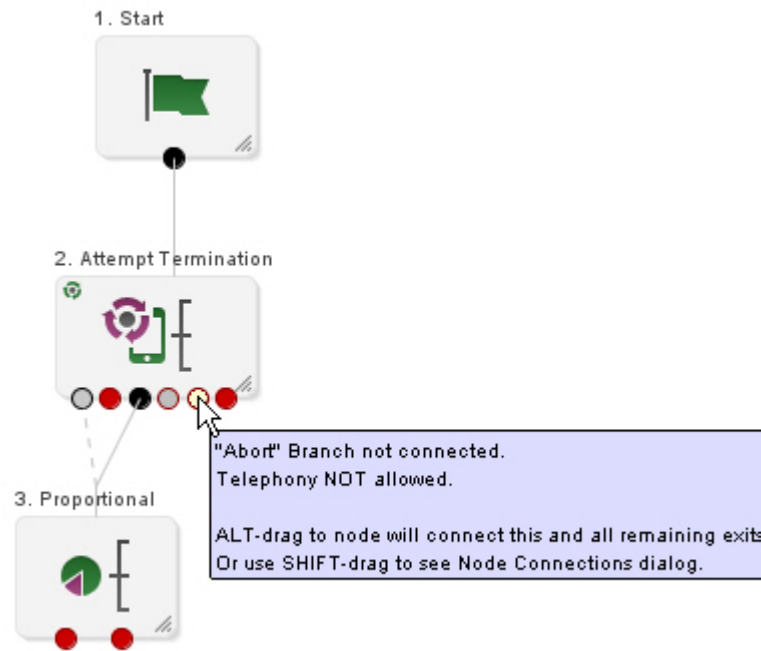 1. Start
2. Attempt Termination
"Abort" Branch not connected.
Telephony NOT allowed.
ALT-drag to node will connect this and all remaining exits
Or use SHIFT-drag to see Node Connections dialog.
3. Proportional